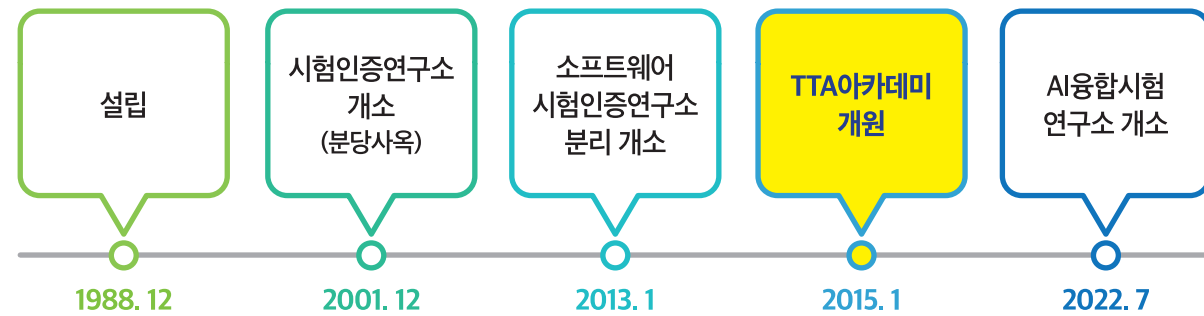 설립
시험인증연구소
개소
(분당사옥)
소프트웨어
시험인증연구소
분리 개소
TTA아카데미
개원
AI융합시험
연구소 개소
1988. 12
2001. 12
2013. 1
2015. 1
2022. 7